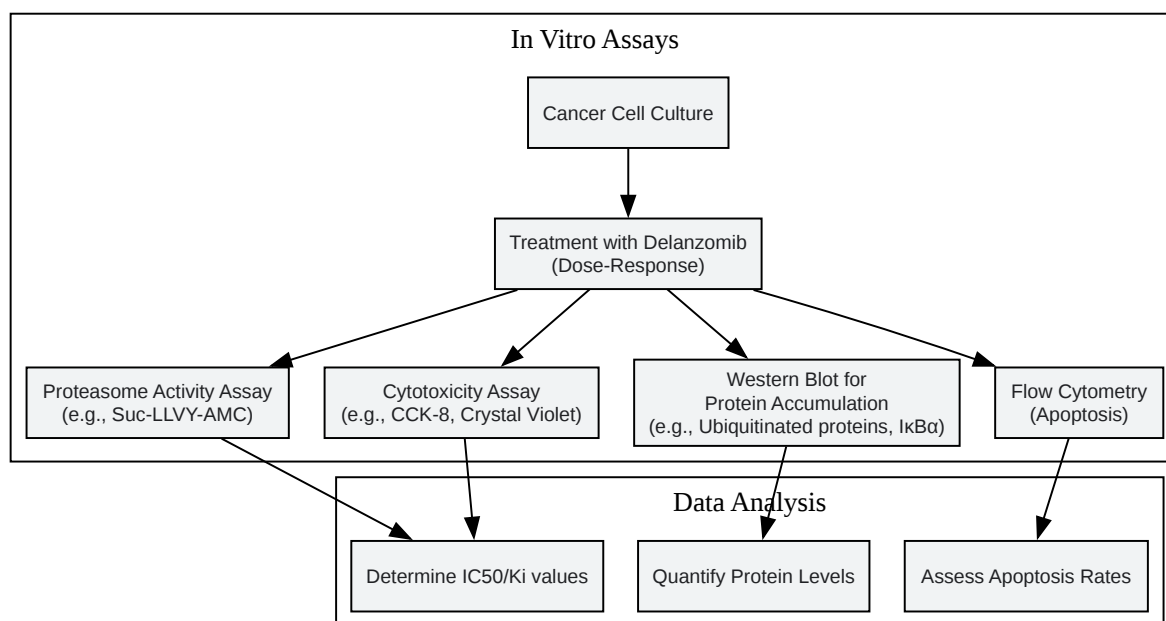 In Vitro Assays
Cancer Cell Culture
Treatment with Delanzomib
(Dose-Response)
Proteasome Activity Assay
(e.g., Suc-LLVY-AMC)
Cytotoxicity Assay
(e.g., CCK-8, Crystal Violet)
Western Blot for
Protein Accumulation
(e.g., Ubiquitinated proteins, IκBα)
Flow Cytometry
(Apoptosis)
Data Analysis
Determine IC50/Ki values
Quantify Protein Levels
Assess Apoptosis Rates